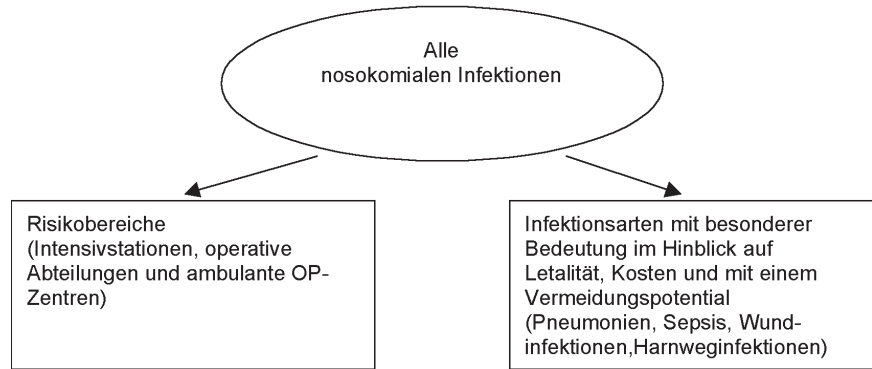 Alle
nosokomialen Infektionen
Risikobereiche
(Intensivstationen, operative
Abteilungen und ambulante OP-
Zentren)
Infektionsarten mit besonderer
Bedeutung im Hinblick auf
Letalität, Kosten und mit einem
Vermeidungspotential
(Pneumonien, Sepsis, Wund-
infektionen,Harnweginfektionen)